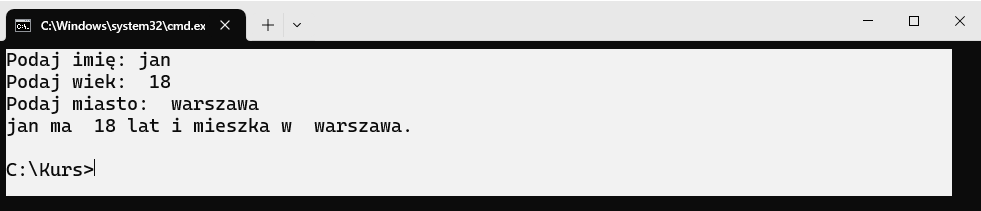 C:\Windows\system32\cmd.ex
Podaj imię: jan
Podaj wiek:  18
Podaj miasto:  warszawa
jan ma  18 lat i mieszka w  warszawa.
C:\Kurs>